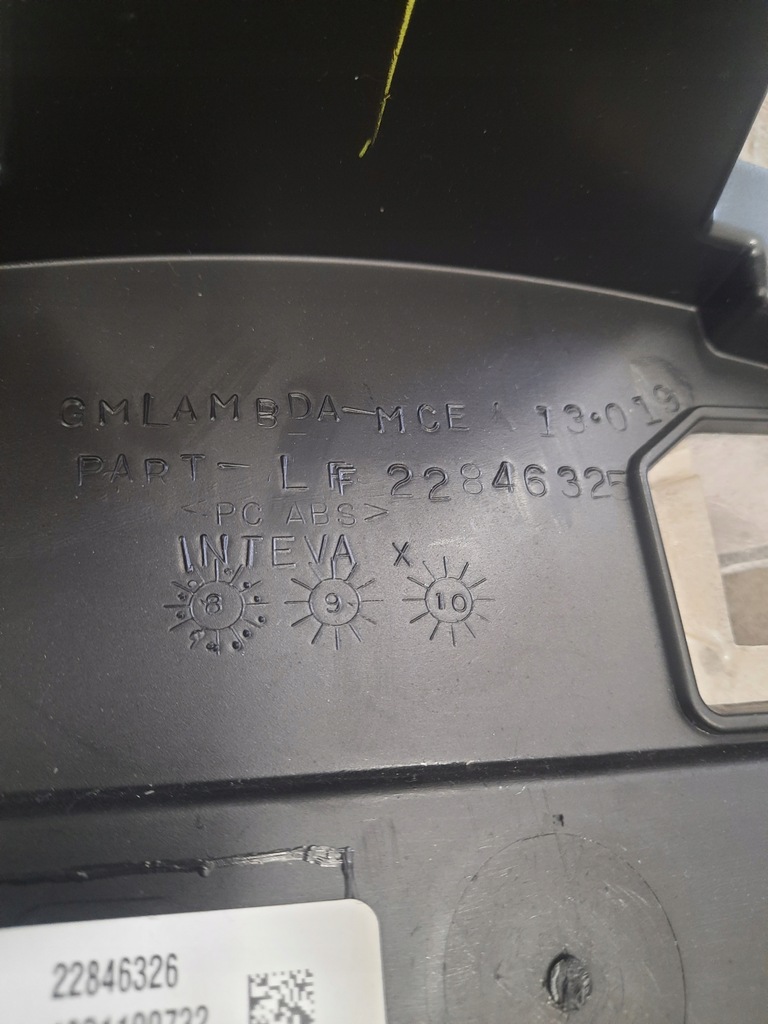 GMLAMBDA-MCE 13.019
PART-LF 22846325
<PC ABS>
INTEVA X
8 9 10
22846326